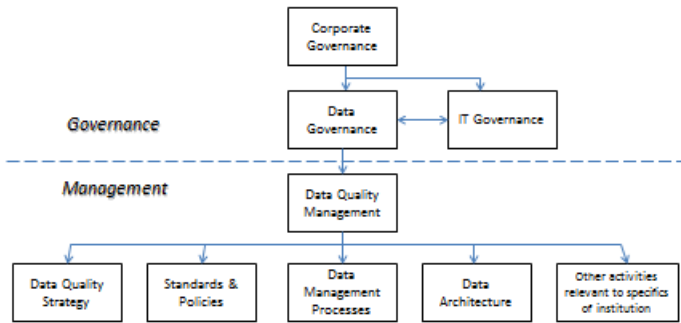 Corporate
Governance
Data
Governance
IT Governance
Governance
Management
Data Quality
Management
Data Quality
Strategy
Standards &
Policies
Data
Management
Processes
Data
Architecture
Other activities
relevant to specifics
of institution